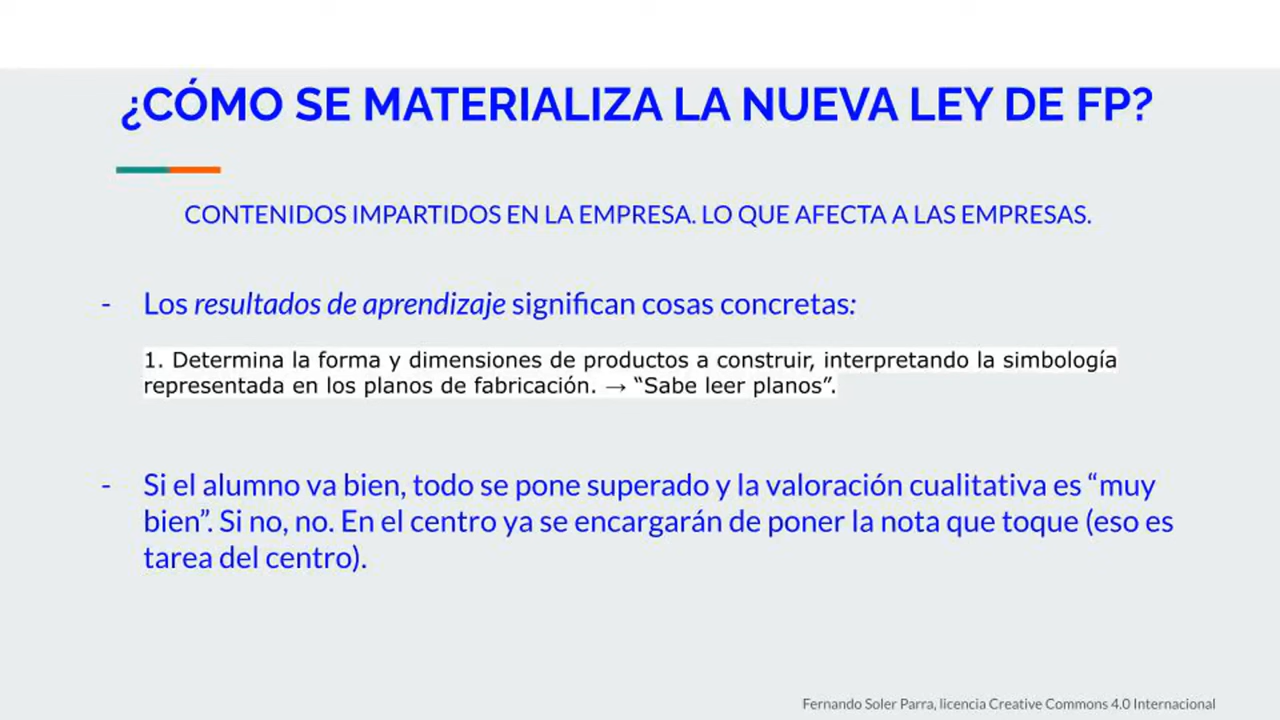 ¿CÓMO SE MATERIALIZA LA NUEVA LEY DE FP?
CONTENIDOS IMPARTIDOS EN LA EMPRESA. LO QUE AFECTA A LAS EMPRESAS.
- Los resultados de aprendizaje significan cosas concretas:
1. Determina la forma y dimensiones de productos a construir, interpretando la simbología
representada en los planos de fabricación. → “Sabe leer planos”.
- Si el alumno va bien, todo se pone superado y la valoración cualitativa es “muy
bien”. Si no, no. En el centro ya se encargarán de poner la nota que toque (eso es
tarea del centro).
Fernando Soler Parra, licencia Creative Commons 4.0 Internacional